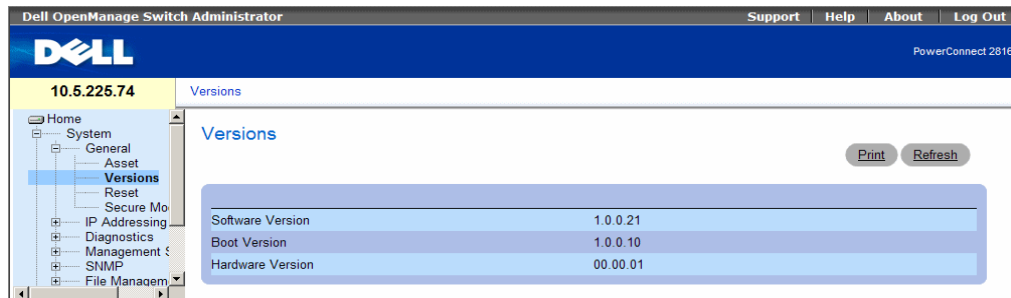 Dell OpenManage Switch Administrator Support Help About Log Out
DELL
PowerConnect 2816
10.5.225.74 Versions
Home
System
General
Asset
Versions
Reset
Secure Mo
IP Addressing
Diagnostics
Management S
SNMP
File Managem
Versions
Print Refresh
Software Version 1.0.0.21
Boot Version 1.0.0.10
Hardware Version 00.00.01